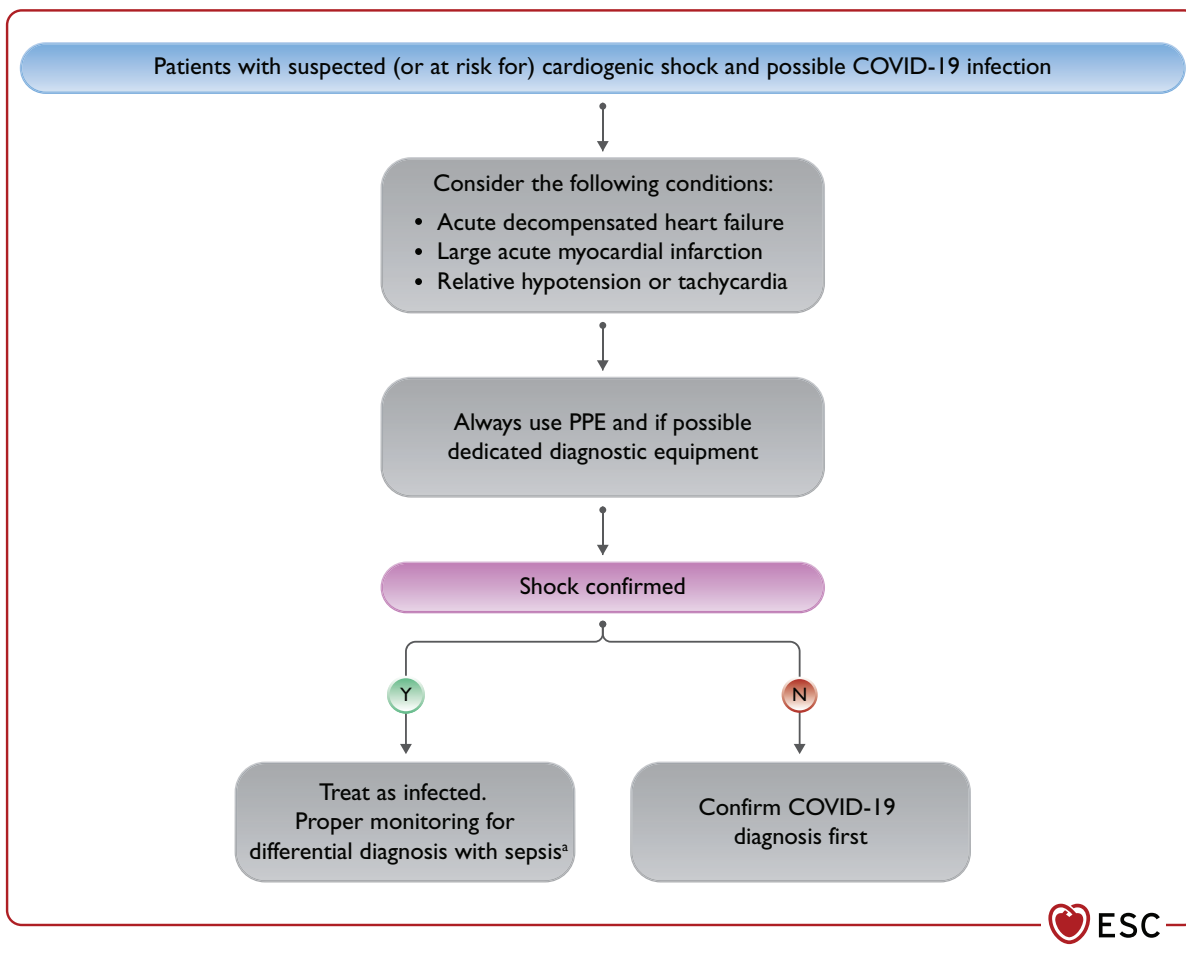 Patients with suspected (or at risk for) cardiogenic shock and possible COVID-19 infection
Consider the following conditions:
• Acute decompensated heart failure
• Large acute myocardial infarction
• Relative hypotension or tachycardia
Always use PPE and if possible
dedicated diagnostic equipment
Shock confirmed
Y
N
Treat as infected.
Proper monitoring for
differential diagnosis with sepsisᵃ
Confirm COVID-19
diagnosis first
ESC